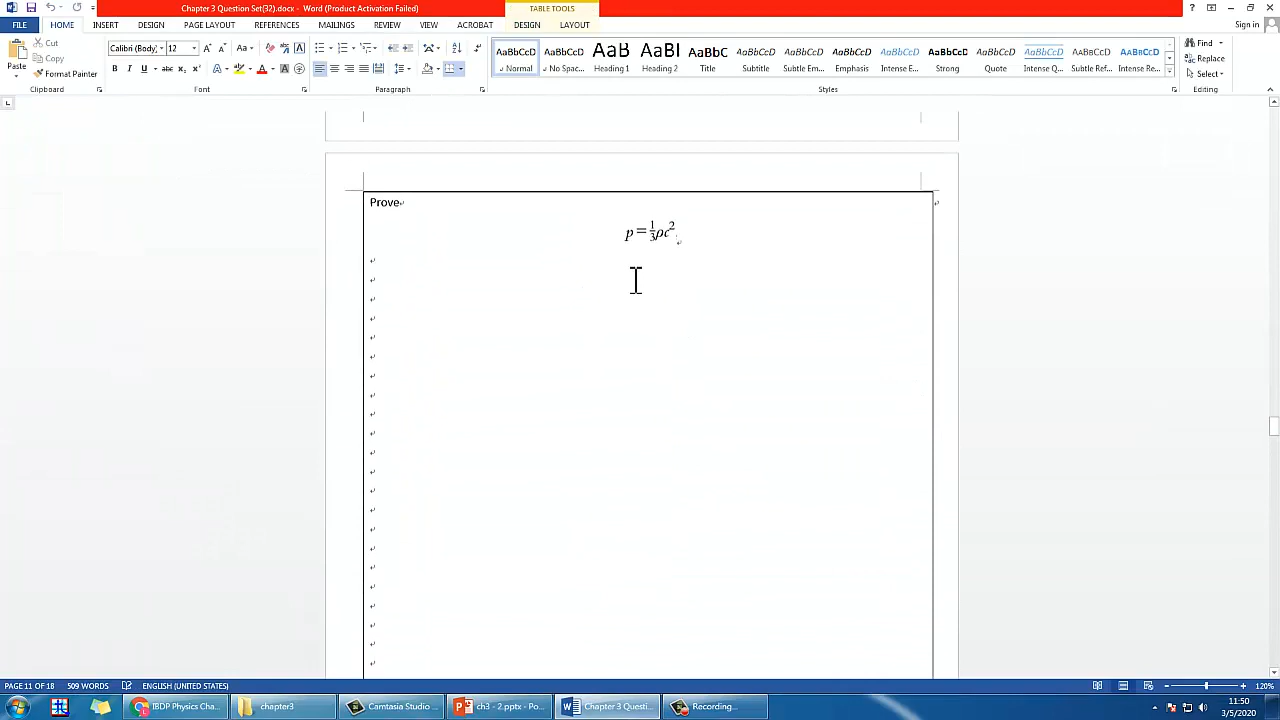 Chapter 3 Question Set(32).docx - Word (Product Activation Failed)
TABLE TOOLS
FILE HOME INSERT DESIGN PAGE LAYOUT REFERENCES MAILINGS REVIEW VIEW ACROBAT DESIGN LAYOUT
Sign in
Paste
Cut
Copy
Format Painter
Clipboard
Calibri (Body) 12
Font
Paragraph
AaBbCcD AaBbCcD AaB AaBl AaBbC AaBbCcD AaBbCcD AaBbCcD AaBbCcD AaBbCcD AaBbCcD AaBbCcD AaBbCcD AaBbCcD
Normal No Spac... Heading 1 Heading 2 Title Subtitle Subtle Em... Emphasis Intense E... Strong Quote Intense Q... Subtle Ref... Intense Re...
Styles
Find
Replace
Select
Editing
Prove
p = 1/3 ρc²
PAGE 11 OF 18 509 WORDS ENGLISH (UNITED STATES) 120%
IBDP Physics Cha... chapter3 Camtasia Studio ... ch3 - 2.pptx - Po... Chapter 3 Questi... Recording...
11:50
3/5/2020